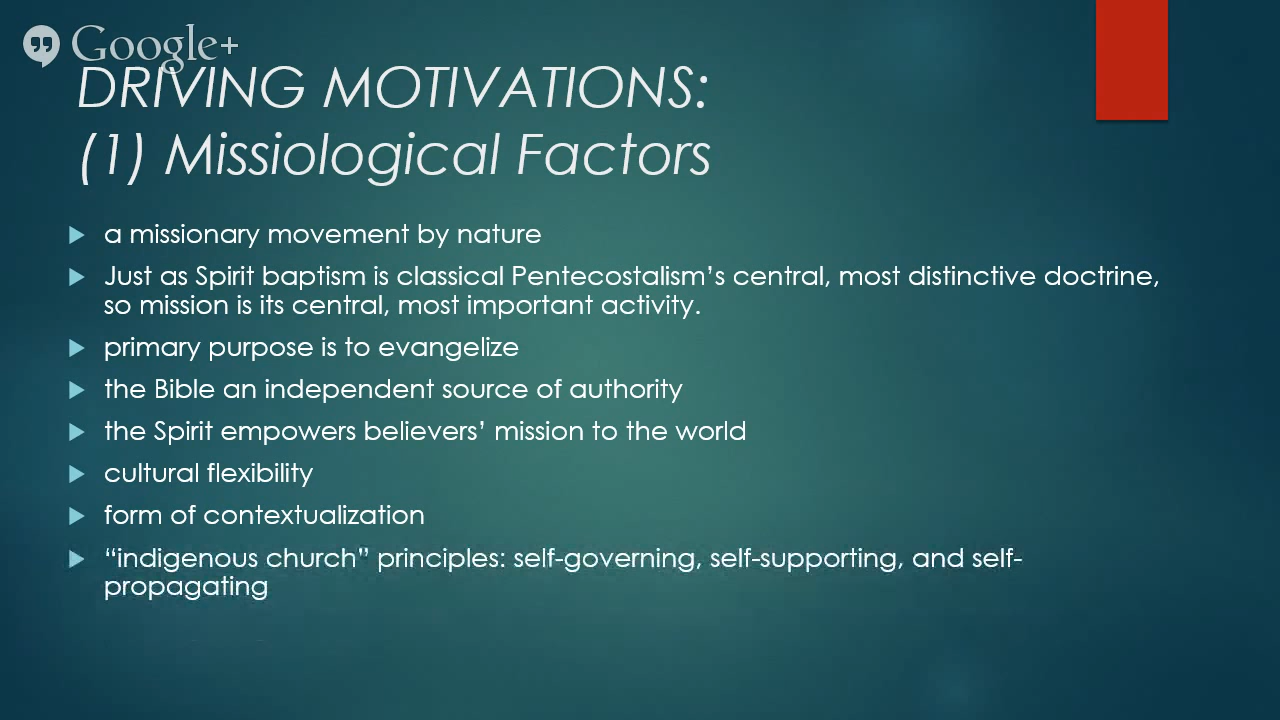 Google+
DRIVING MOTIVATIONS:
(1) Missiological Factors
a missionary movement by nature
Just as Spirit baptism is classical Pentecostalism’s central, most distinctive doctrine,
so mission is its central, most important activity.
primary purpose is to evangelize
the Bible an independent source of authority
the Spirit empowers believers’ mission to the world
cultural flexibility
form of contextualization
“indigenous church” principles: self-governing, self-supporting, and self-
propagating